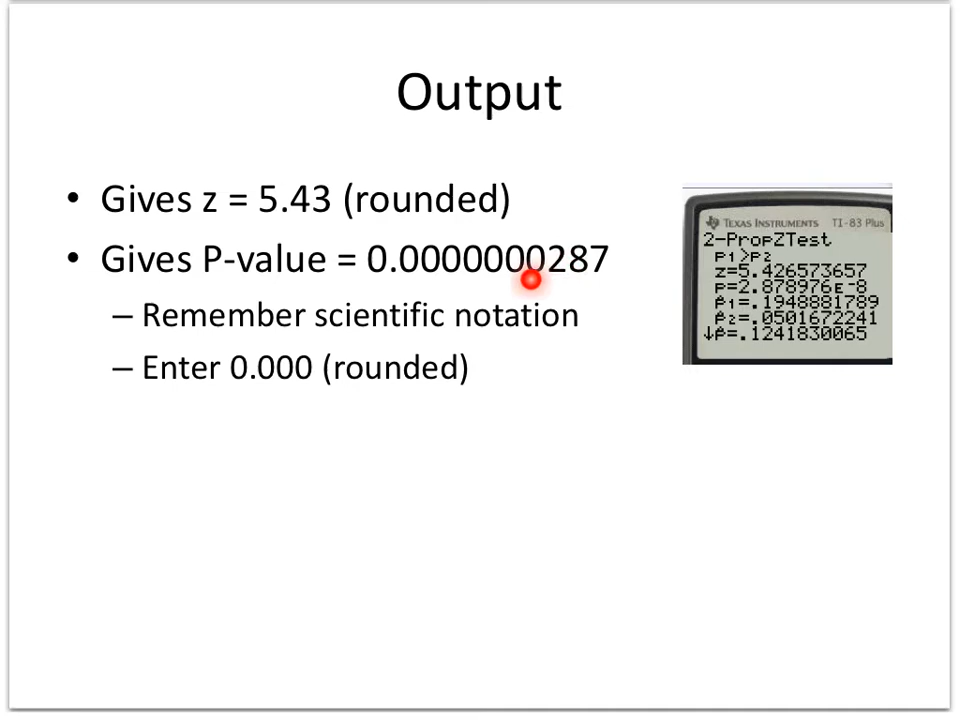 Output
• Gives z = 5.43 (rounded)
• Gives P-value = 0.0000000287
– Remember scientific notation
– Enter 0.000 (rounded)
TEXAS INSTRUMENTS TI-83 Plus
2-PropZTest
p1>p2
z=5.426573657
p=2.878976E-8
p̂1=.1948881789
p̂2=.0501672241
↓p̂=.1241830065